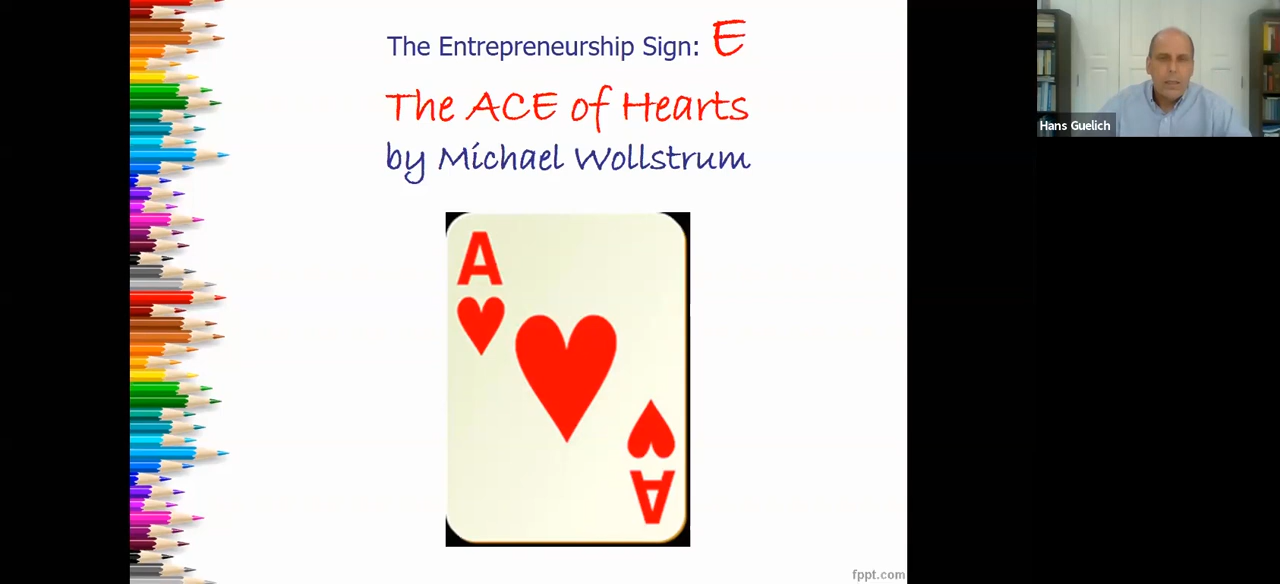 The Entrepreneurship Sign: E
The ACE of Hearts
by Michael Wollstrum
A
A
fppt.com
Hans Guelich